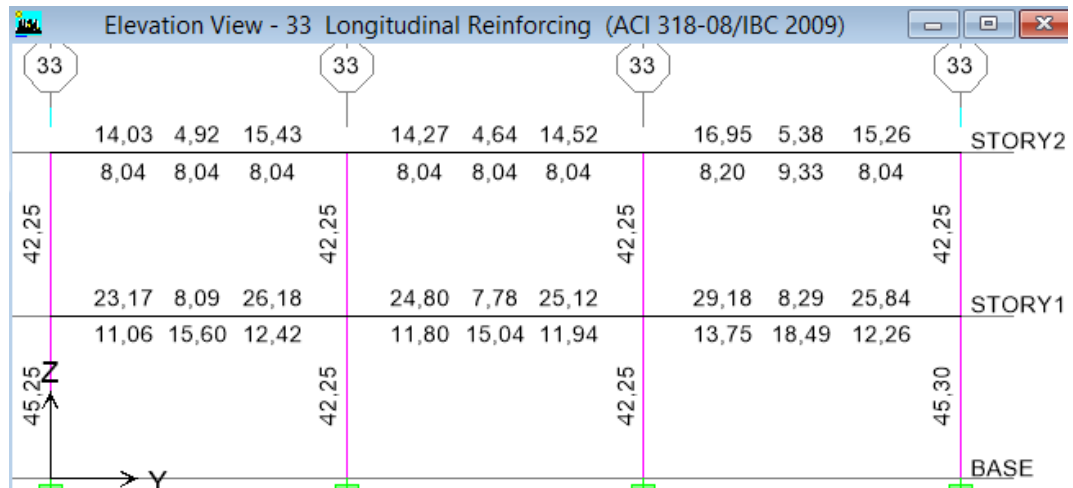 Elevation View - 33 Longitudinal Reinforcing (ACI 318-08/IBC 2009)
33 33 33 33
14,03 4,92 15,43 14,27 4,64 14,52 16,95 5,38 15,26 STORY2
8,04 8,04 8,04 8,04 8,04 8,04 8,20 9,33 8,04
42,25 42,25 42,25 42,25
23,17 8,09 26,18 24,80 7,78 25,12 29,18 8,29 25,84 STORY1
11,06 15,60 12,42 11,80 15,04 11,94 13,75 18,49 12,26
45,25 Z 42,25 42,25 45,30
Y BASE